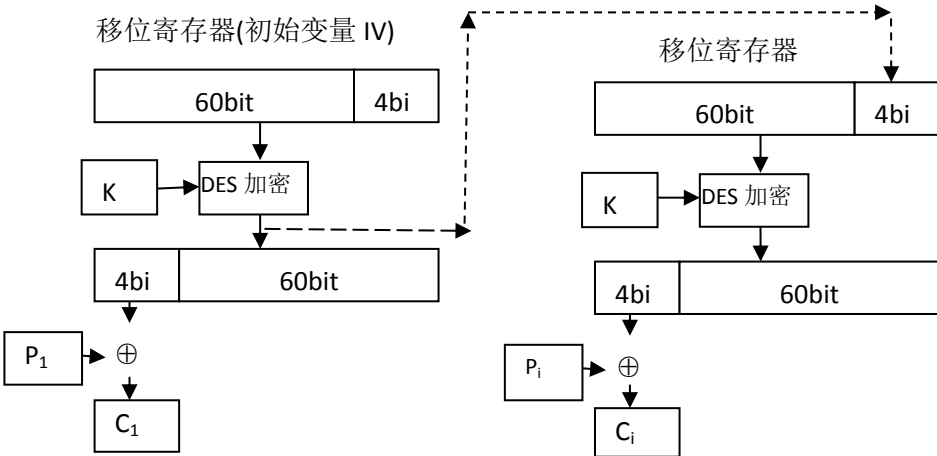 移位寄存器(初始变量 IV)
60bit 4bi
K
DES 加密
4bi 60bit
P1
⊕
C1
移位寄存器
60bit 4bi
K
DES 加密
4bi 60bit
Pi
⊕
Ci